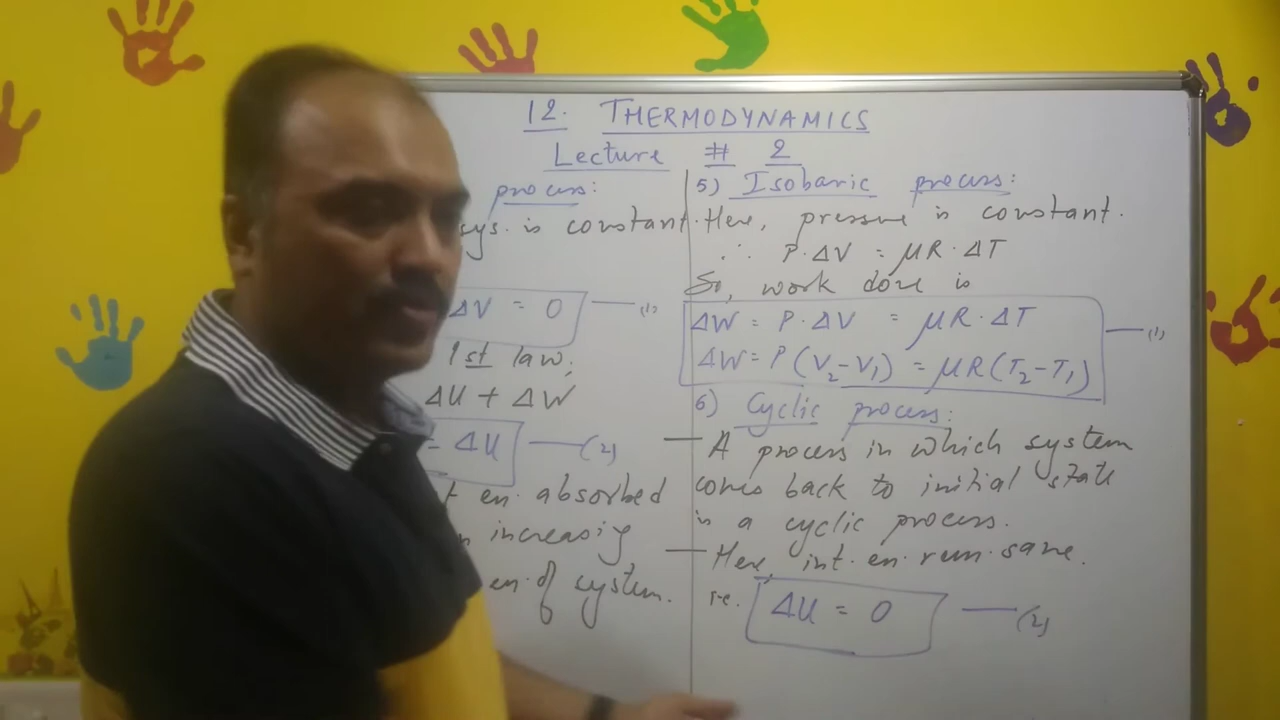 12. THERMODYNAMICS
Lecture # 2
process:
sys. is constant.
ΔV = 0 —(1)
1st law,
ΔU + ΔW
= ΔU —(2)
t en. absorbed
n increasing
en. of system.
5) Isobaric process:
Here, pressure is constant.
∴ P.ΔV = μR.ΔT
So, work done is
ΔW = P.ΔV = μR.ΔT —(1)
ΔW = P(V₂-V₁) = μR(T₂-T₁)
6) Cyclic process:
— A process in which system
comes back to initial state
is a cyclic process.
— Here, int. en. rem. same.
i.e. ΔU = 0 —(2)